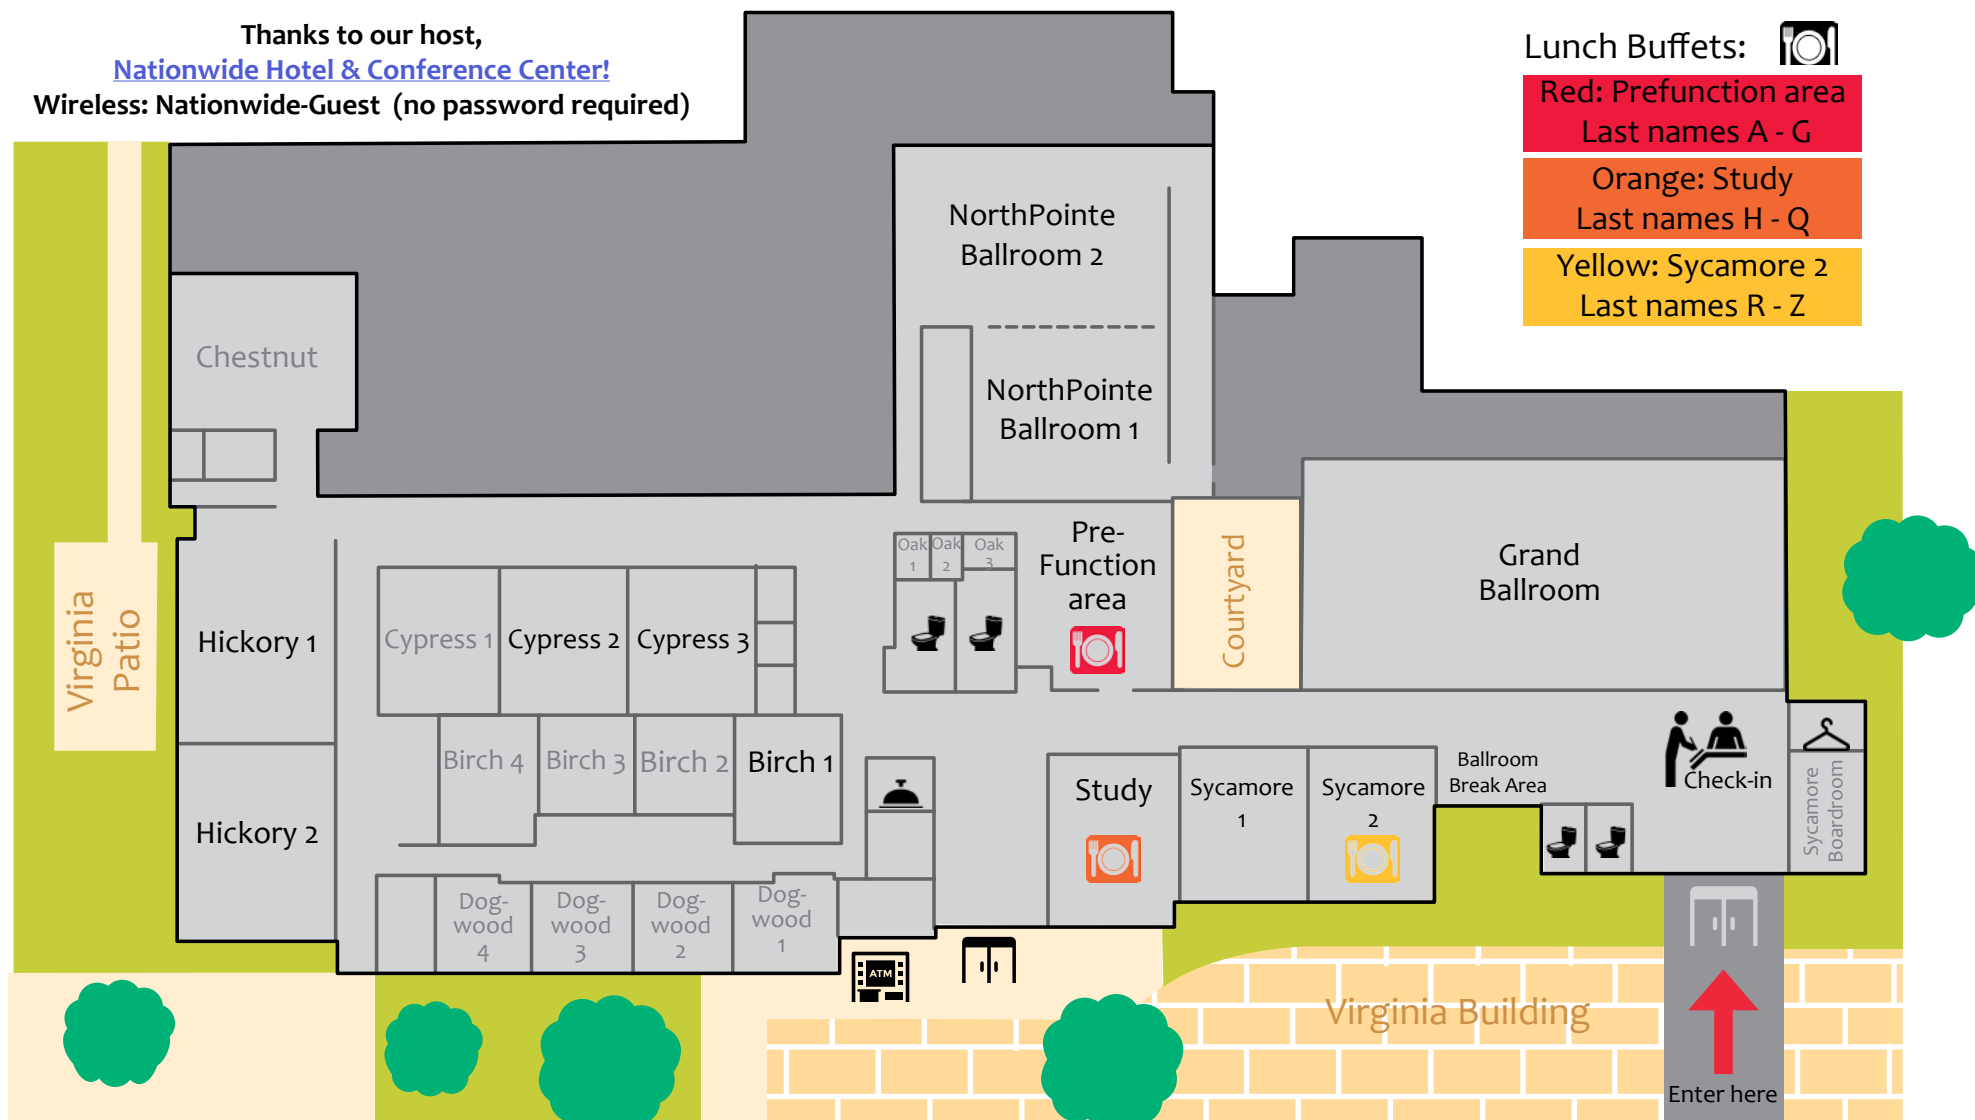 Thanks to our host,
Nationwide Hotel & Conference Center!
Wireless: Nationwide-Guest (no password required)
Lunch Buffets:
Red: Prefunction area
Last names A - G
Orange: Study
Last names H - Q
Yellow: Sycamore 2
Last names R - Z
NorthPointe
Ballroom 2
NorthPointe
Ballroom 1
Chestnut
Virginia
Patio
Hickory 1
Hickory 2
Cypress 1
Cypress 2
Cypress 3
Birch 4
Birch 3
Birch 2
Birch 1
Dog-
wood
4
Dog-
wood
3
Dog-
wood
2
Dog-
wood
1
Oak
1
Oak
2
Oak
3
Pre-
Function
area
Courtyard
Grand
Ballroom
Study
Sycamore
1
Sycamore
2
Ballroom
Break Area
Check-in
Sycamore
Boardroom
ATM
Virginia Building
Enter here